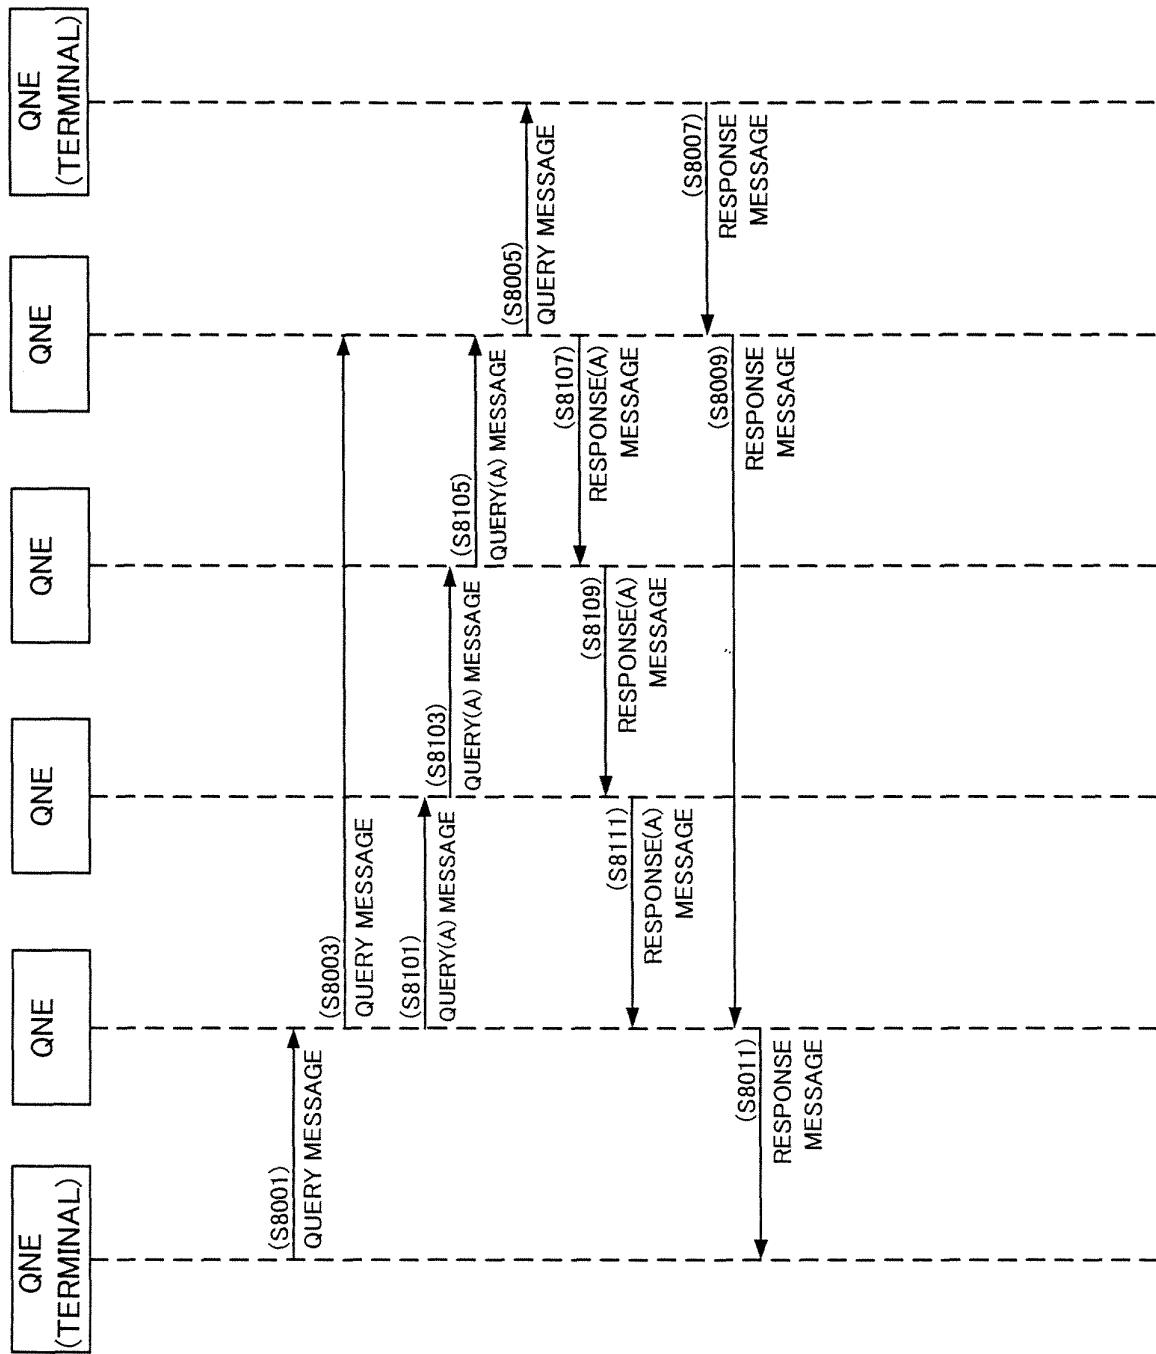 QNE
(TERMINAL)
QNE
QNE
QNE
QNE
QNE
(TERMINAL)
(S8001)
QUERY MESSAGE
(S8003)
QUERY MESSAGE
(S8101)
QUERY(A) MESSAGE
(S8103)
QUERY(A) MESSAGE
(S8105)
QUERY(A) MESSAGE
(S8005)
QUERY MESSAGE
(S8107)
RESPONSE(A)
MESSAGE
(S8109)
RESPONSE(A)
MESSAGE
(S8111)
RESPONSE(A)
MESSAGE
(S8007)
RESPONSE
MESSAGE
(S8009)
RESPONSE
MESSAGE
(S8011)
RESPONSE
MESSAGE